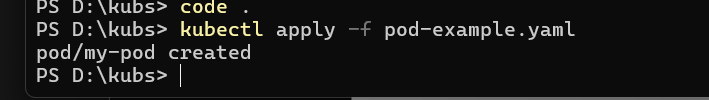 PS D:\kubs> code .
PS D:\kubs> kubectl apply -f pod-example.yaml
pod/my-pod created
PS D:\kubs>